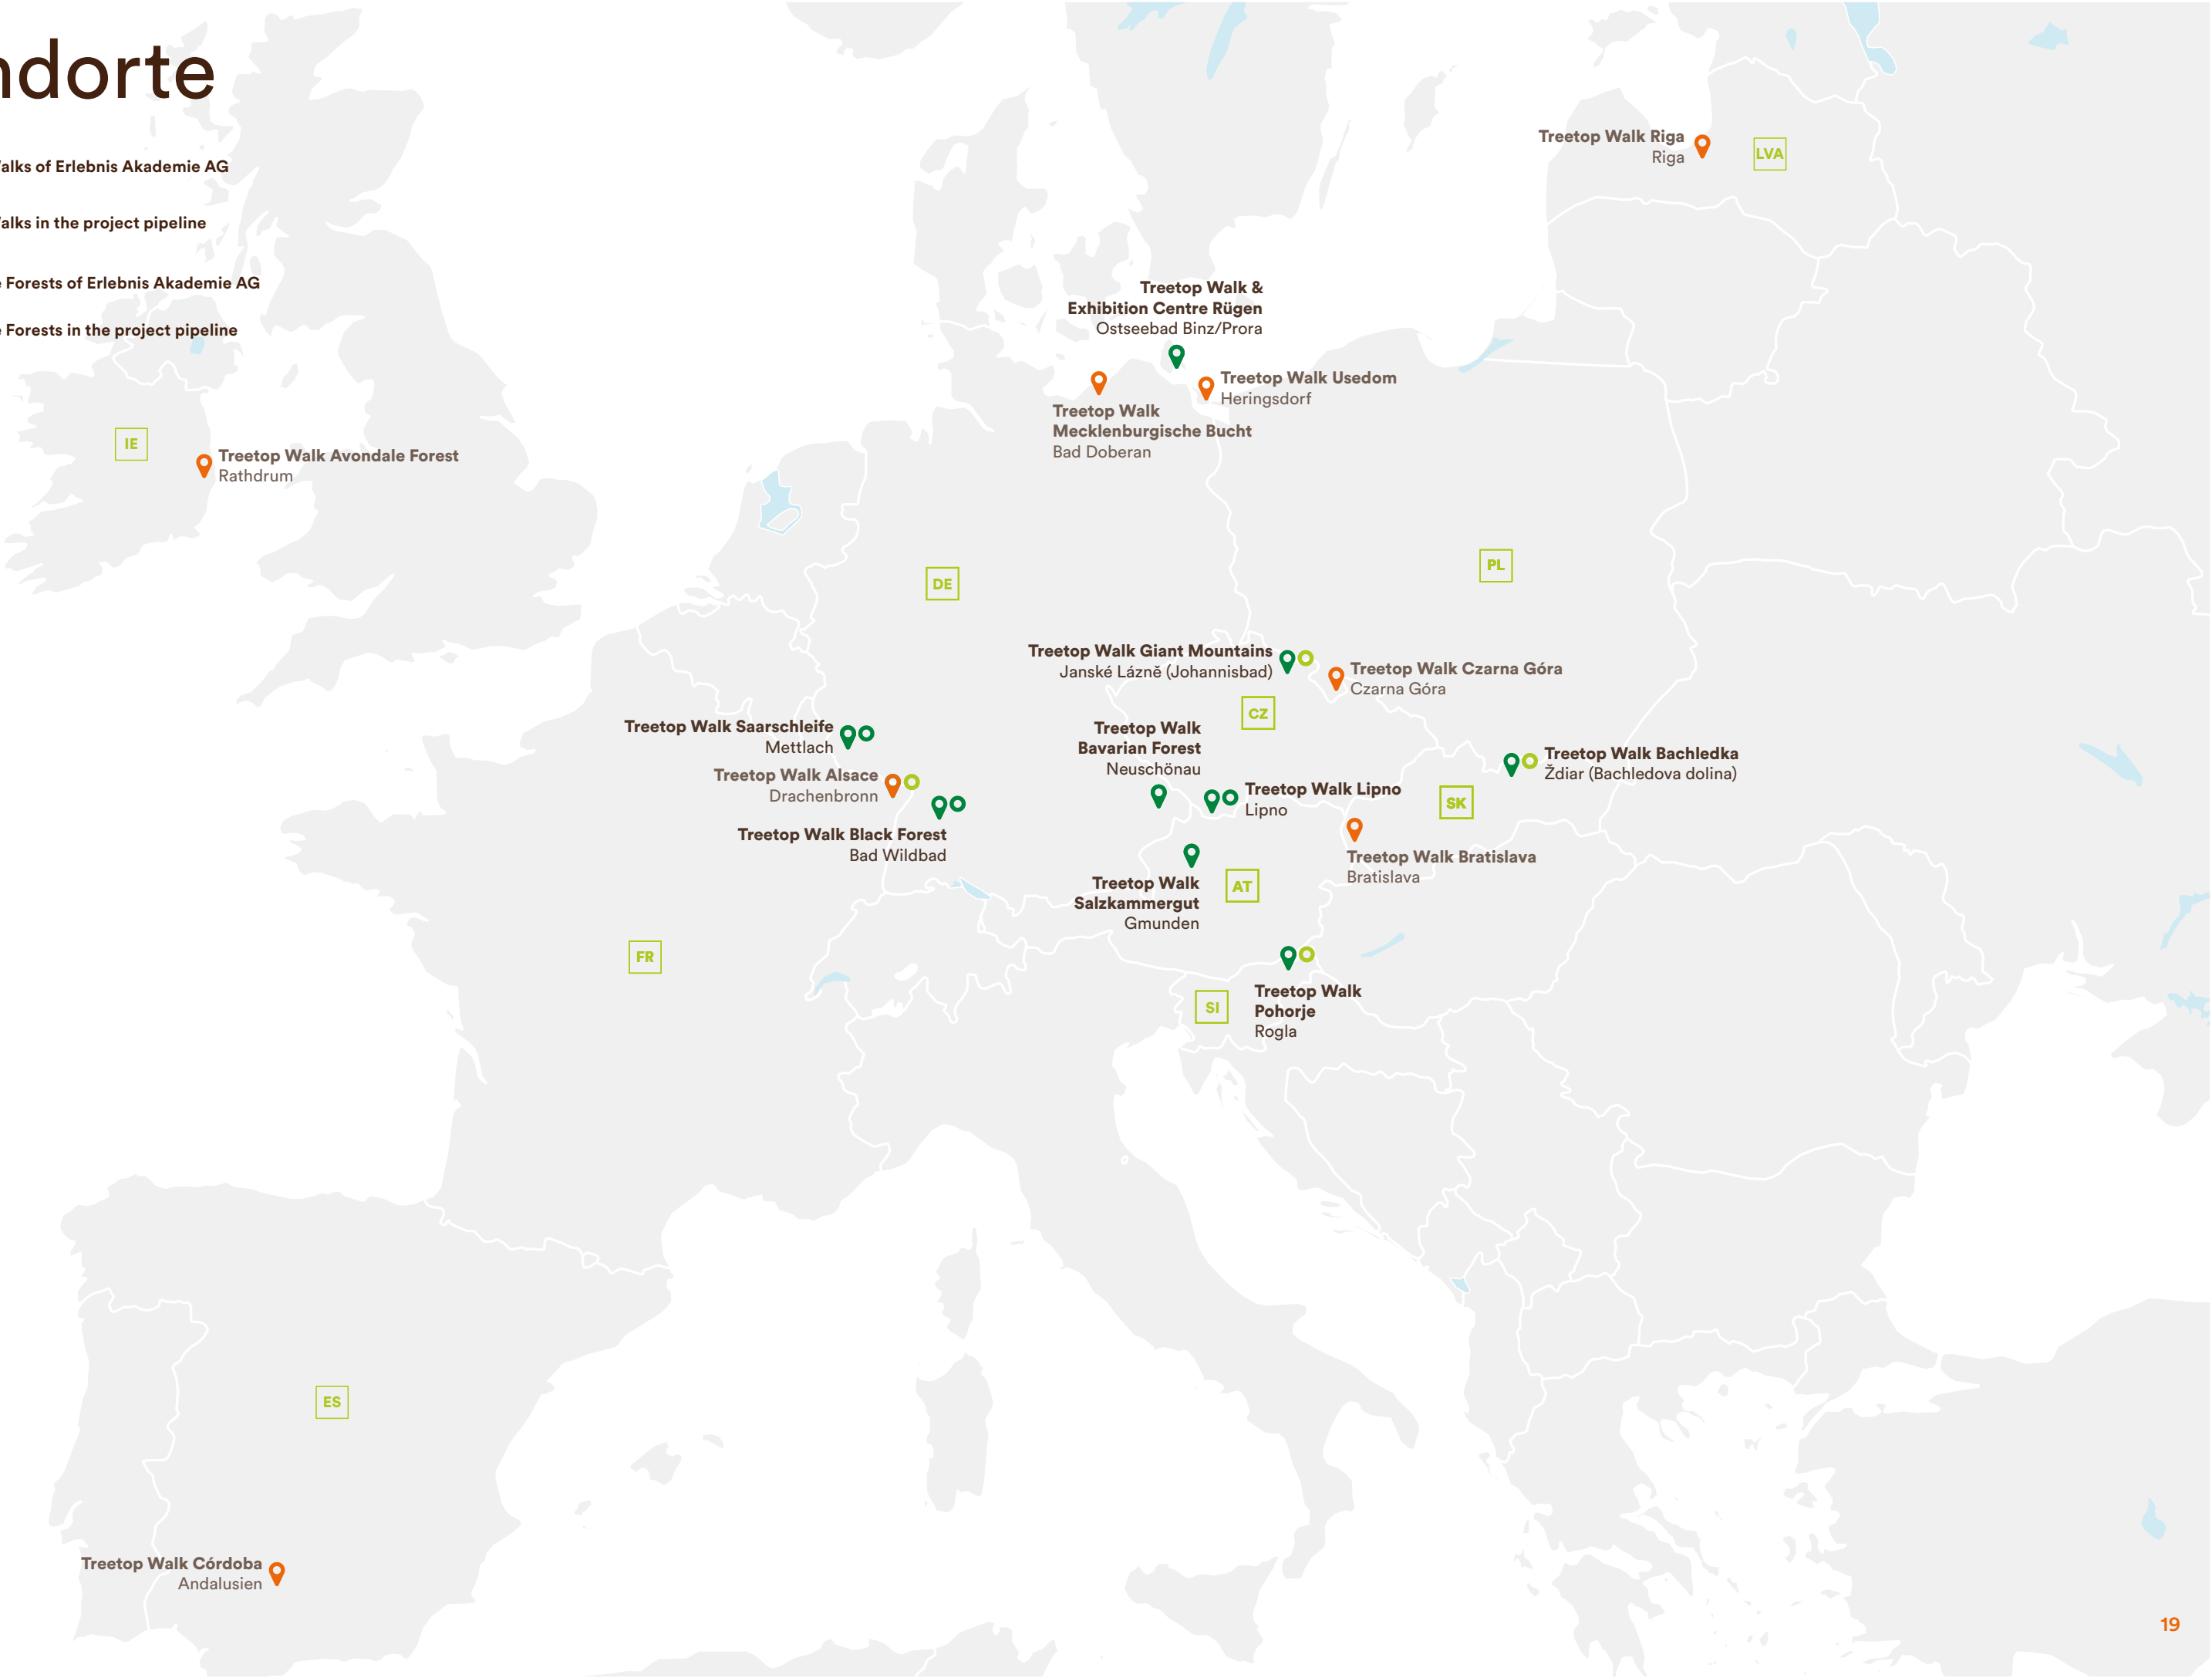 ndorte
alks of Erlebnis Akademie AG
alks in the project pipeline
e Forests of Erlebnis Akademie AG
e Forests in the project pipeline
Treetop Walk Riga
Riga
LVA
Treetop Walk &
Exhibition Centre Rügen
Ostseebad Binz/Prora
Treetop Walk Usedom
Heringsdorf
Treetop Walk
Mecklenburgische Bucht
Bad Doberan
IE
Treetop Walk Avondale Forest
Rathdrum
DE
PL
Treetop Walk Giant Mountains
Janské Lázně (Johannisbad)
Treetop Walk Czarna Góra
Czarna Góra
CZ
Treetop Walk Saarschleife
Mettlach
Treetop Walk
Bavarian Forest
Neuschönau
Treetop Walk Bachledka
Ždiar (Bachledova dolina)
Treetop Walk Alsace
Drachenbronn
Treetop Walk Lipno
Lipno
SK
Treetop Walk Black Forest
Bad Wildbad
Treetop Walk Bratislava
Bratislava
Treetop Walk
Salzkammergut
Gmunden
AT
FR
Treetop Walk
Pohorje
Rogla
SI
ES
Treetop Walk Córdoba
Andalusien
19